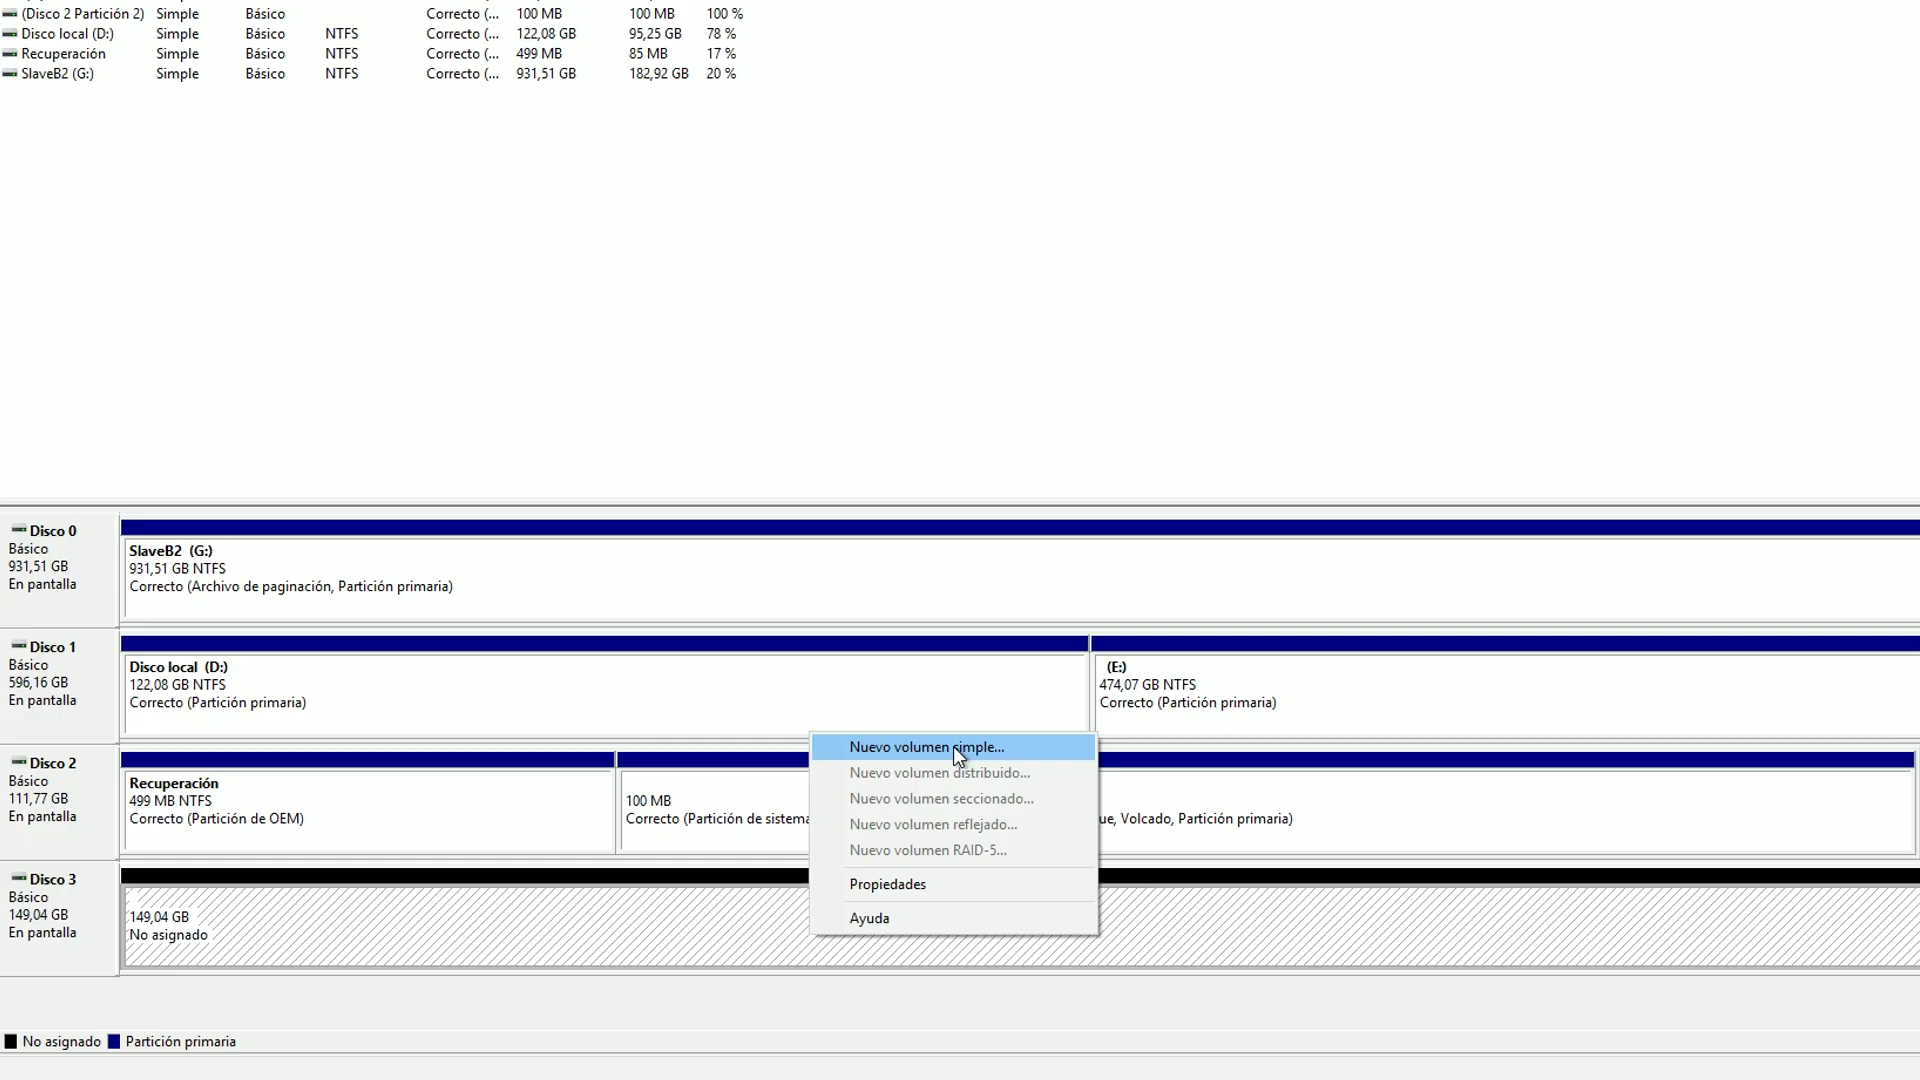 (Disco 2 Partición 2) Simple Básico Correcto (... 100 MB 100 MB 100 %
Disco local (D:) Simple Básico NTFS Correcto (... 122,08 GB 95,25 GB 78 %
Recuperación Simple Básico NTFS Correcto (... 499 MB 85 MB 17 %
SlaveB2 (G:) Simple Básico NTFS Correcto (... 931,51 GB 182,92 GB 20 %
Disco 0
Básico
931,51 GB
En pantalla
SlaveB2 (G:)
931,51 GB NTFS
Correcto (Archivo de paginación, Partición primaria)
Disco 1
Básico
596,16 GB
En pantalla
Disco local (D:)
122,08 GB NTFS
Correcto (Partición primaria)
(E:)
474,07 GB NTFS
Correcto (Partición primaria)
Disco 2
Básico
111,77 GB
En pantalla
Recuperación
499 MB NTFS
Correcto (Partición de OEM)
100 MB
Correcto (Partición de sistema
ue, Volcado, Partición primaria)
Nuevo volumen simple...
Nuevo volumen distribuido...
Nuevo volumen seccionado...
Nuevo volumen reflejado...
Nuevo volumen RAID-5...
Propiedades
Ayuda
Disco 3
Básico
149,04 GB
En pantalla
149,04 GB
No asignado
No asignado Partición primaria